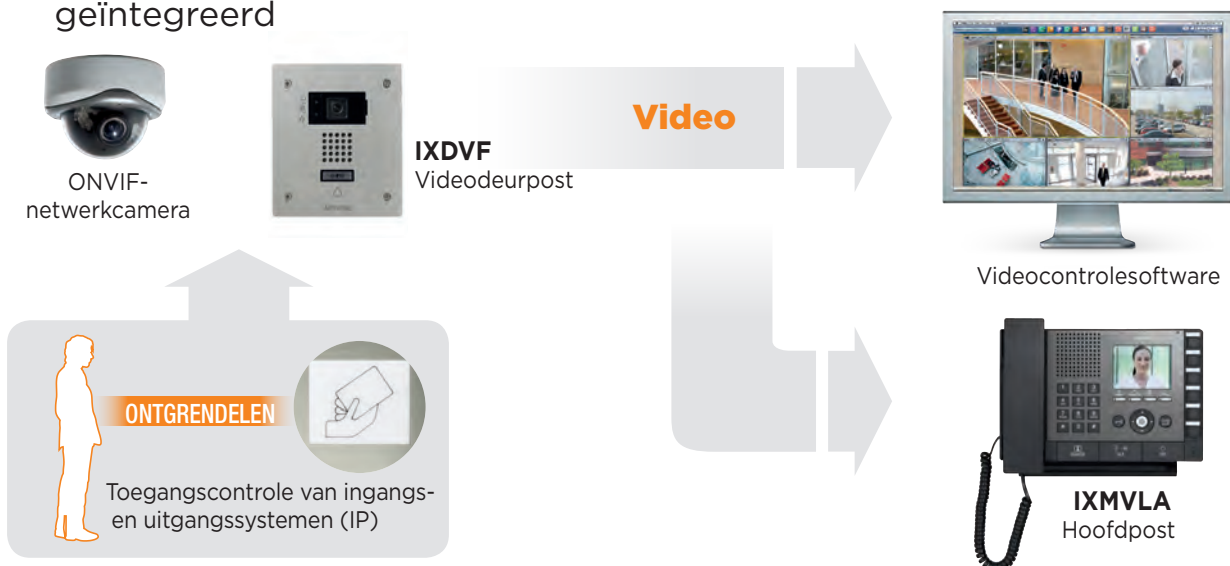 geïntegreerd
ONVIF-
netwerkcamera
IXDVF
Videodeurpost
Video
Videocontrolesoftware
ONTGRENDELEN
Toegangscontrole van ingangs-
en uitgangssystemen (IP)
IXMVLA
Hoofdpost